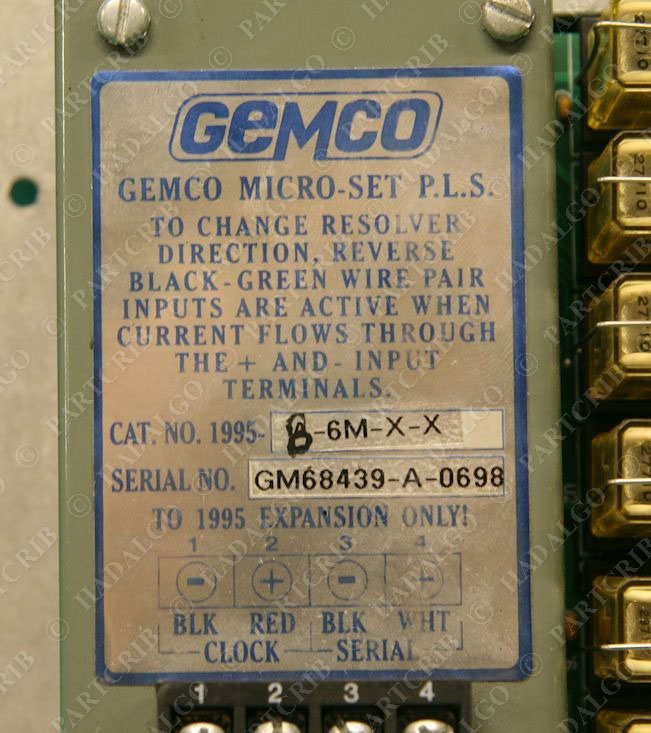 GEMCO
GEMCO MICRO-SET P.L.S.
TO CHANGE RESOLVER
DIRECTION, REVERSE
BLACK-GREEN WIRE PAIR
INPUTS ARE ACTIVE WHEN
CURRENT FLOWS THROUGH
THE + AND - INPUT
TERMINALS.
CAT. NO. 1995- B-6M-X-X
SERIAL NO. GM68439-A-0698
TO 1995 EXPANSION ONLY!
1 2 3 4
- + - +
BLK RED BLK WHT
CLOCK SERIAL
1 2 3 4
PARTCRIB © HADALGO